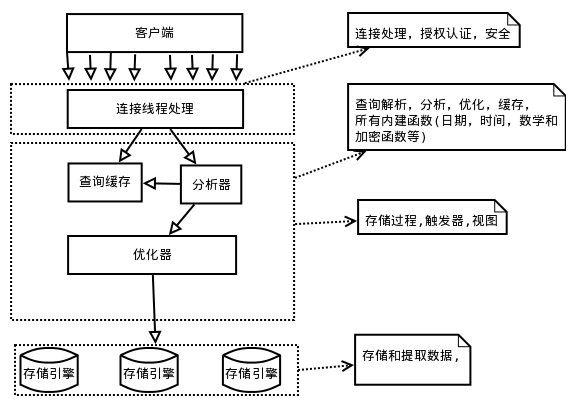 客户端
连接处理，授权认证，安全
连接线程处理
查询解析，分析，优化，缓存，
所有内建函数(日期，时间，数学和
加密函数等)
查询缓存
分析器
存储过程,触发器,视图
优化器
存储和提取数据，
存储引擎
存储引擎
存储引擎